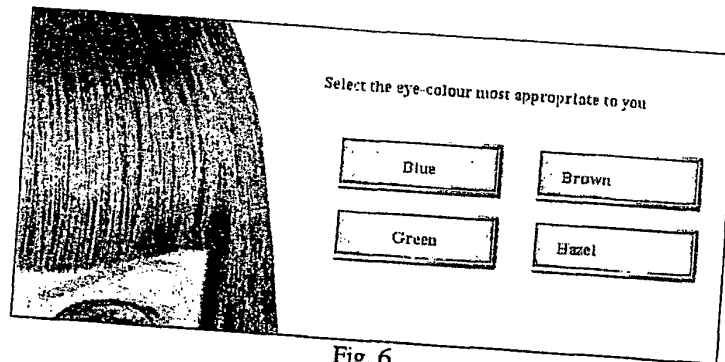 Select the eye-colour most appropriate to you
Blue
Brown
Green
Hazel
Fig. 6